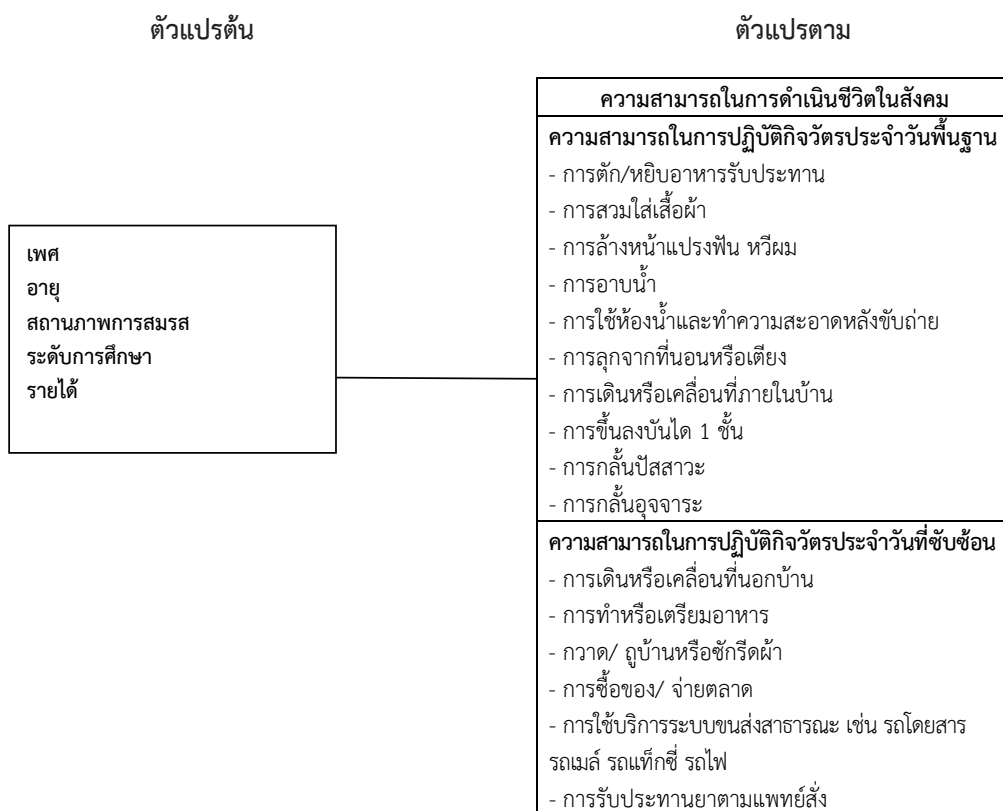 ตัวแปรต้น
ตัวแปรตาม
เพศ
อายุ
สถานภาพการสมรส
ระดับการศึกษา
รายได้
ความสามารถในการดำเนินชีวิตในสังคม
ความสามารถในการปฏิบัติกิจวัตรประจำวันพื้นฐาน
- การตัก/หยิบอาหารรับประทาน
- การสวมใส่เสื้อผ้า
- การล้างหน้าแปรงฟัน หวีผม
- การอาบน้ำ
- การใช้ห้องน้ำและทำความสะอาดหลังขับถ่าย
- การลุกจากที่นอนหรือเตียง
- การเดินหรือเคลื่อนที่ภายในบ้าน
- การขึ้นลงบันได 1 ชั้น
- การกลั้นปัสสาวะ
- การกลั้นอุจจาระ
ความสามารถในการปฏิบัติกิจวัตรประจำวันที่ซับซ้อน
- การเดินหรือเคลื่อนที่นอกบ้าน
- การทำหรือเตรียมอาหาร
- กวาด/ ถูบ้านหรือซักรีดผ้า
- การซื้อของ/ จ่ายตลาด
- การใช้บริการระบบขนส่งสาธารณะ เช่น รถโดยสาร
รถเมล์ รถแท็กซี่ รถไฟ
- การรับประทานยาตามแพทย์สั่ง